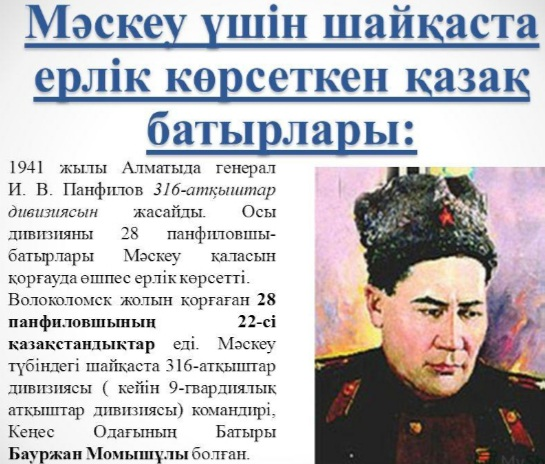 Мәскеу үшін шайқаста
ерлік көрсеткен қазақ
батырлары:
1941 жылы Алматыда генерал
И. В. Панфилов 316-атқыштар
дивизиясын жасайды. Осы
дивизияны 28 панфиловшы-
батырлары Мәскеу қаласын
қорғауда өшпес ерлік көрсетті.
Волоколомск жолын қорғаған 28
панфиловшының 22-сі
қазақстандықтар еді. Мәскеу
түбіндегі шайқаста 316-атқыштар
дивизиясы ( кейін 9-гвардиялық
атқыштар дивизиясы) командирі,
Кеңес Одағының Батыры
Бауржан Момышұлы болған.